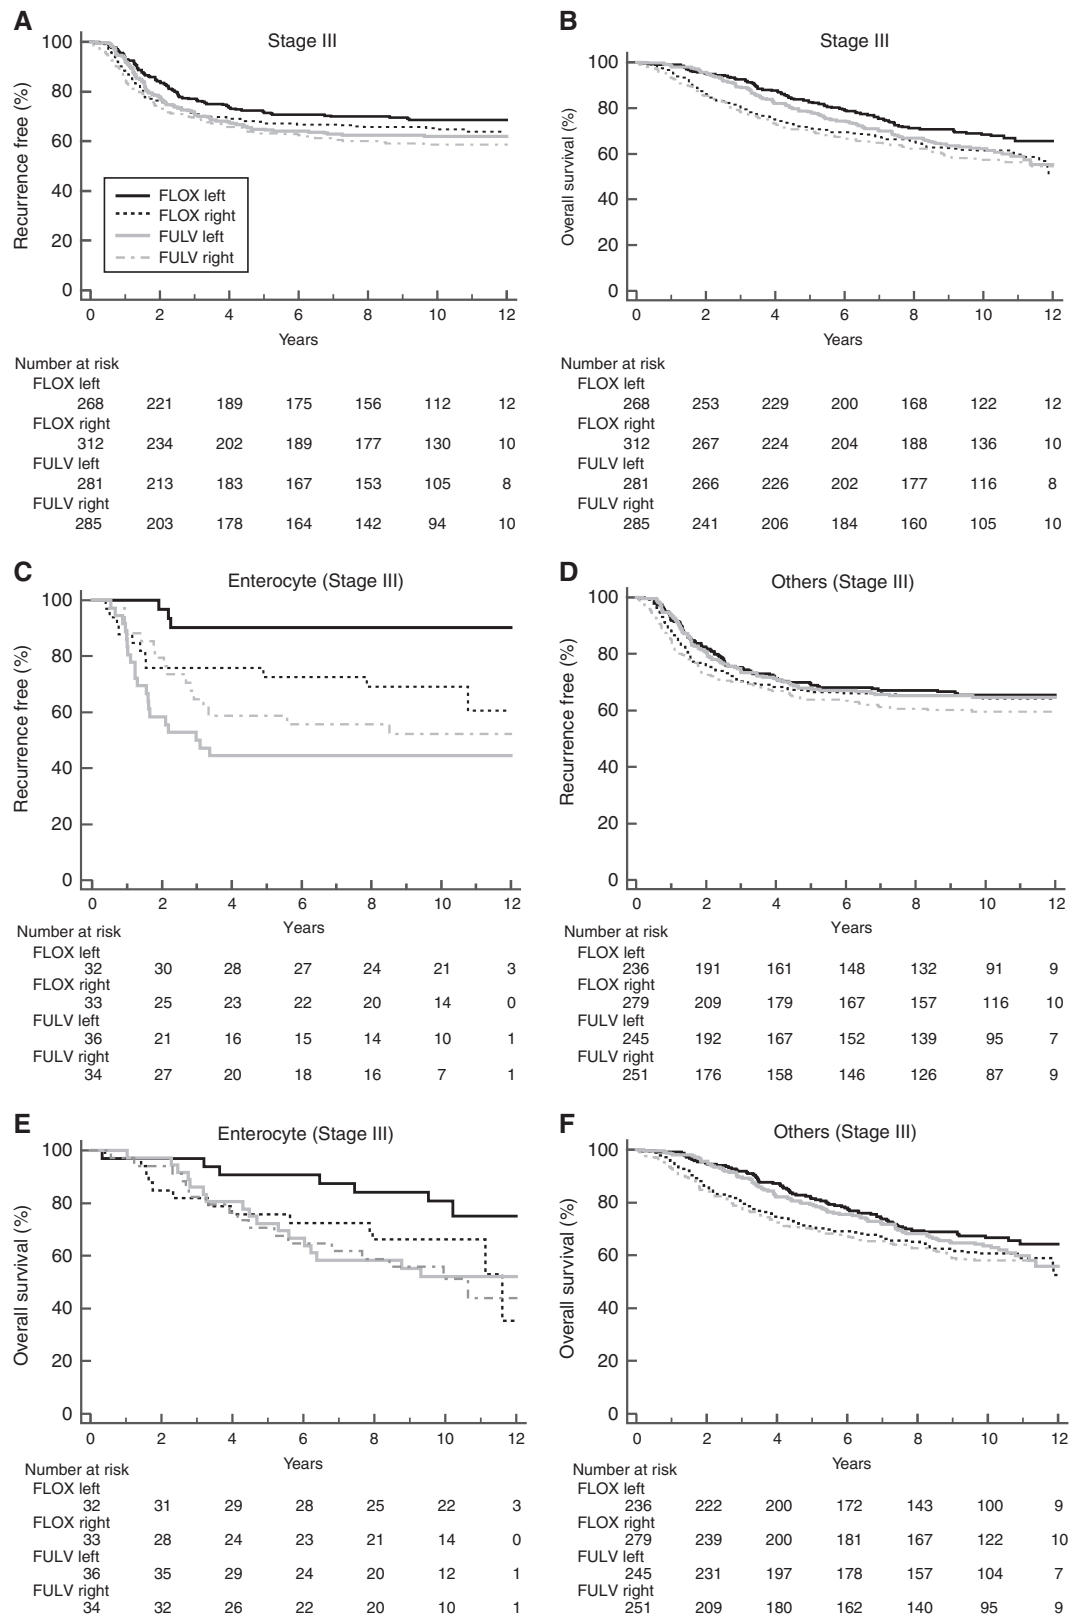 A
Stage III
Recurrence free (%)
100
80
60
40
20
0
FLOX left
FLOX right
FULV left
FULV right
0 2 4 6 8 10 12
Years
Number at risk
FLOX left
268 221 189 175 156 112 12
FLOX right
312 234 202 189 177 130 10
FULV left
281 213 183 167 153 105 8
FULV right
285 203 178 164 142 94 10
B
Stage III
Overall survival (%)
100
80
60
40
20
0
0 2 4 6 8 10 12
Years
Number at risk
FLOX left
268 253 229 200 168 122 12
FLOX right
312 267 224 204 188 136 10
FULV left
281 266 226 202 177 116 8
FULV right
285 241 206 184 160 105 10
C
Enterocyte (Stage III)
Recurrence free (%)
100
80
60
40
20
0
0 2 4 6 8 10 12
Years
Number at risk
FLOX left
32 30 28 27 24 21 3
FLOX right
33 25 23 22 20 14 0
FULV left
36 21 16 15 14 10 1
FULV right
34 27 20 18 16 7 1
D
Others (Stage III)
Recurrence free (%)
100
80
60
40
20
0
0 2 4 6 8 10 12
Years
Number at risk
FLOX left
236 191 161 148 132 91 9
FLOX right
279 209 179 167 157 116 10
FULV left
245 192 167 152 139 95 7
FULV right
251 176 158 146 126 87 9
E
Enterocyte (Stage III)
Overall survival (%)
100
80
60
40
20
0
0 2 4 6 8 10 12
Years
Number at risk
FLOX left
32 31 29 28 25 22 3
FLOX right
33 28 24 23 21 14 0
FULV left
36 35 29 24 20 12 1
FULV right
34 32 26 22 20 10 1
F
Others (Stage III)
Overall survival (%)
100
80
60
40
20
0
0 2 4 6 8 10 12
Years
Number at risk
FLOX left
236 222 200 172 143 100 9
FLOX right
279 239 200 181 167 122 10
FULV left
245 231 197 178 157 104 7
FULV right
251 209 180 162 140 95 9